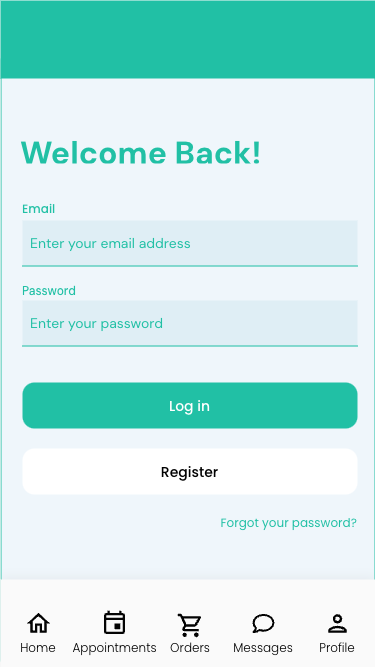 Welcome Back!
Email
Enter your email address
Password
Enter your password
Log in
Register
Forgot your password?
Home Appointments Orders Messages Profile